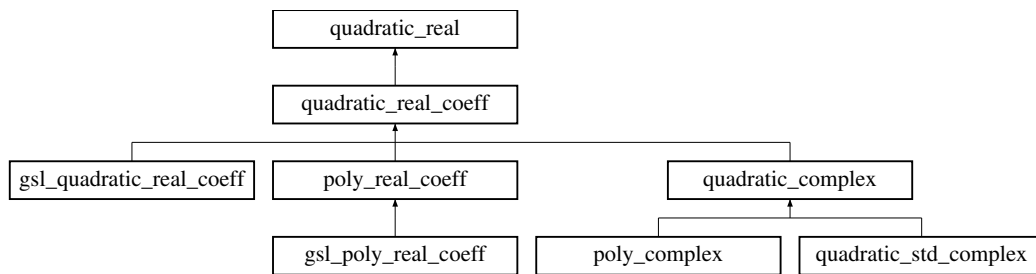 quadratic_real
quadratic_real_coeff
gsl_quadratic_real_coeff
poly_real_coeff
quadratic_complex
gsl_poly_real_coeff
poly_complex
quadratic_std_complex